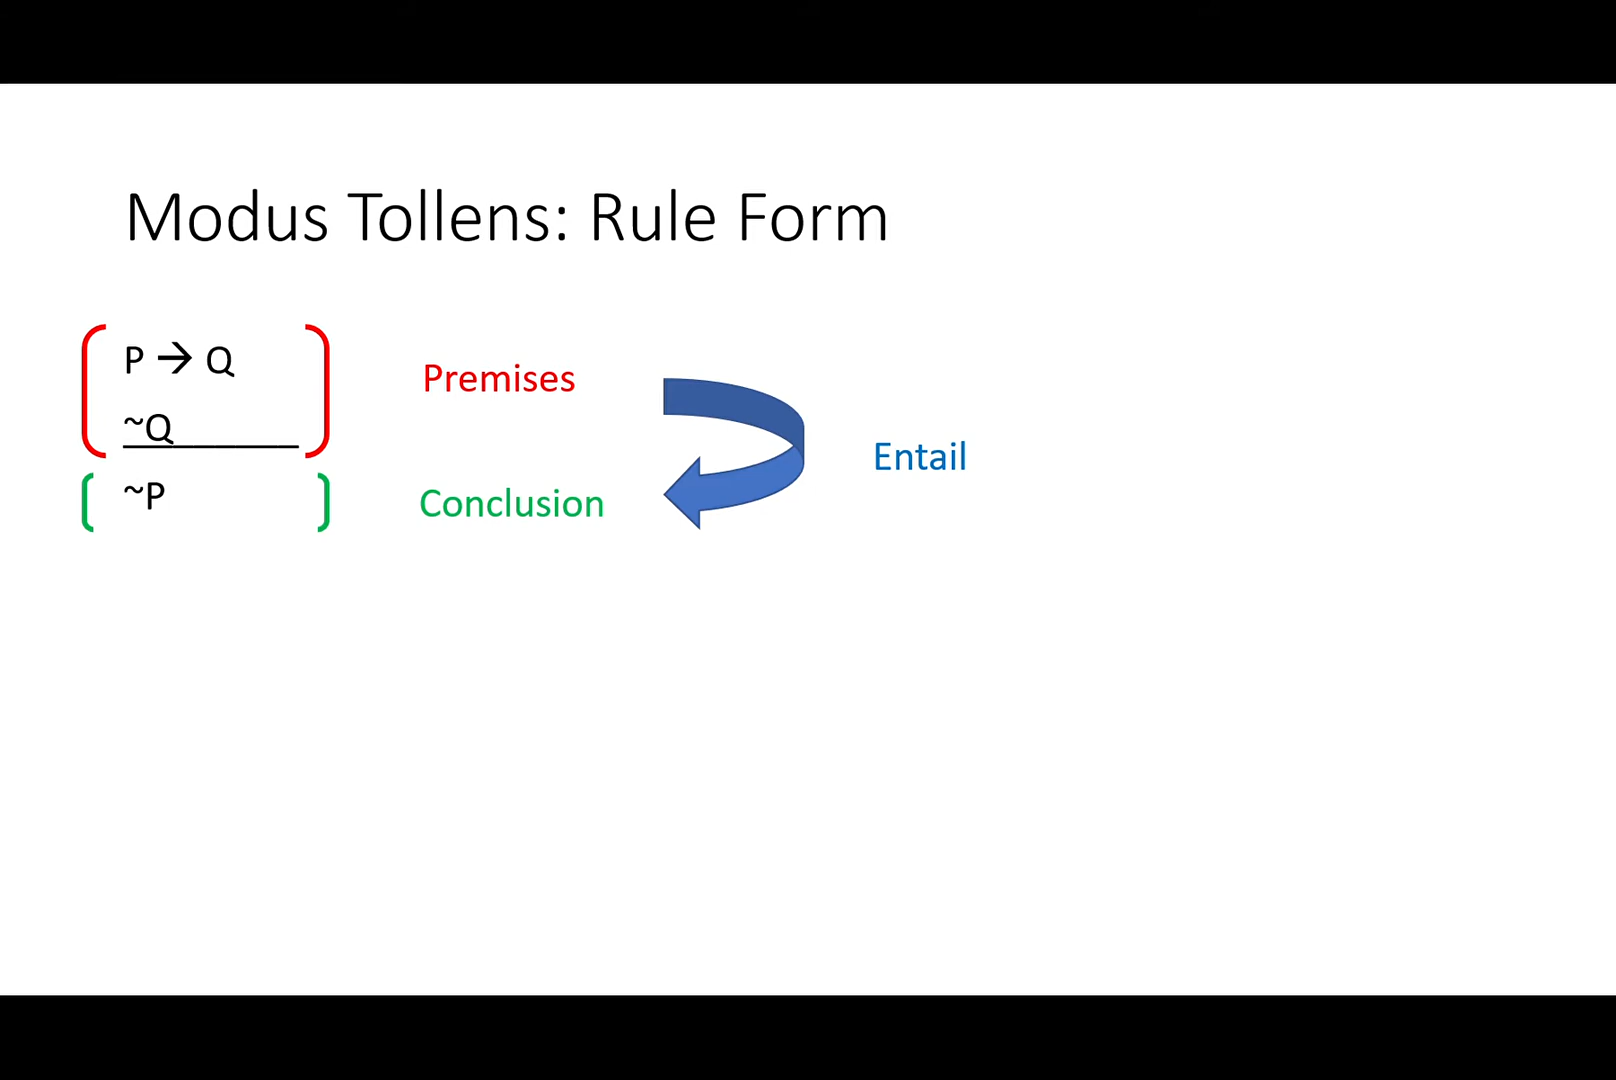 Modus Tollens: Rule Form
P → Q
~Q
~P
Premises
Conclusion
Entail